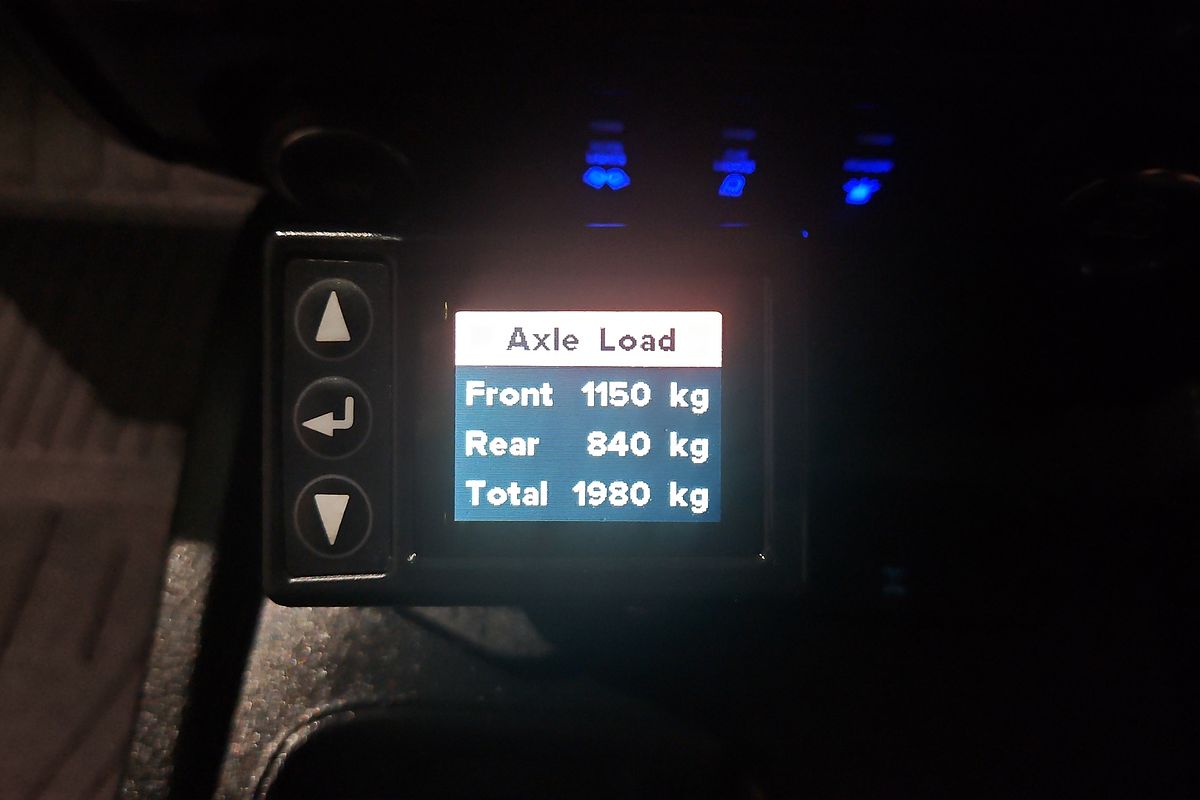 Axle Load
Front 1150 kg
Rear 840 kg
Total 1980 kg